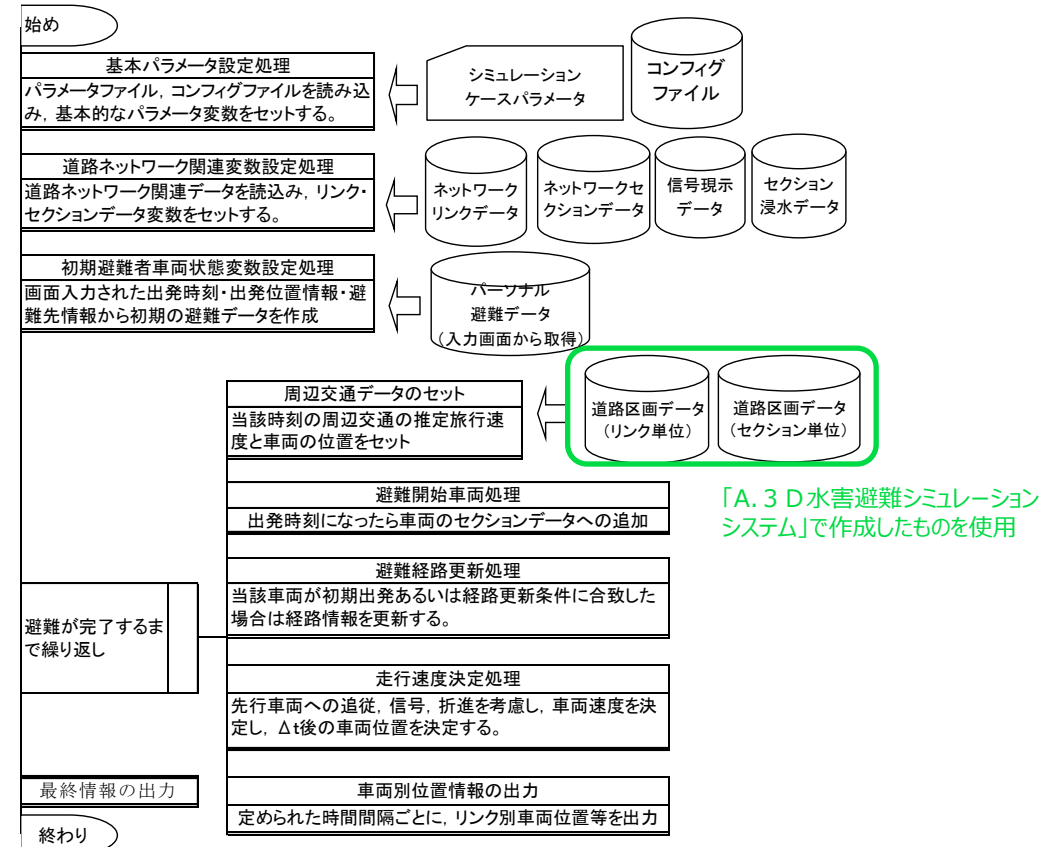 始め
基本パラメータ設定処理
パラメータファイル，コンフィグファイルを読み込
み，基本的なパラメータ変数をセットする。
シミュレーション
ケースパラメータ
コンフィグ
ファイル
道路ネットワーク関連変数設定処理
道路ネットワーク関連データを読込み，リンク・
セクションデータ変数をセットする。
ネットワーク
リンクデータ
ネットワークセ
クションデータ
信号現示
データ
セクション
浸水データ
初期避難者車両状態変数設定処理
画面入力された出発時刻・出発位置情報・避
難先情報から初期の避難データを作成
パーソナル
避難データ
（入力画面から取得）
周辺交通データのセット
当該時刻の周辺交通の推定旅行速
度と車両の位置をセット
道路区画データ
（リンク単位）
道路区画データ
（セクション単位）
「A.３D水害避難シミュレーション
システム」で作成したものを使用
避難開始車両処理
出発時刻になったら車両のセクションデータへの追加
避難経路更新処理
当該車両が初期出発あるいは経路更新条件に合致した
場合は経路情報を更新する。
避難が完了するま
で繰り返し
走行速度決定処理
先行車両への追従，信号，折進を考慮し，車両速度を決
定し，Δt後の車両位置を決定する。
車両別位置情報の出力
定められた時間間隔ごとに，リンク別車両位置等を出力
最終情報の出力
終わり